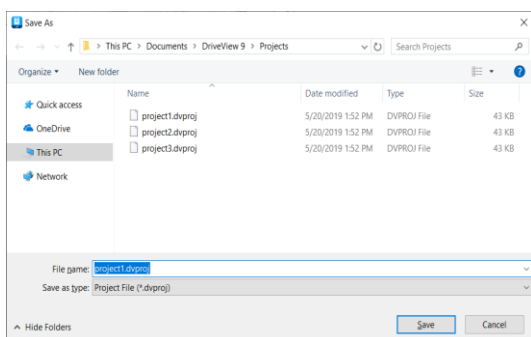 Save As
This PC > Documents > DriveView 9 > Projects
Search Projects
Organize
New folder
Name Date modified Type Size
Quick access
OneDrive
This PC
Network
project1.dvproj 5/20/2019 1:52 PM DVPROJ File 43 KB
project2.dvproj 5/20/2019 1:52 PM DVPROJ File 43 KB
project3.dvproj 5/20/2019 1:52 PM DVPROJ File 43 KB
File name: project1.dvproj
Save as type: Project File (*.dvproj)
Hide Folders
Save Cancel